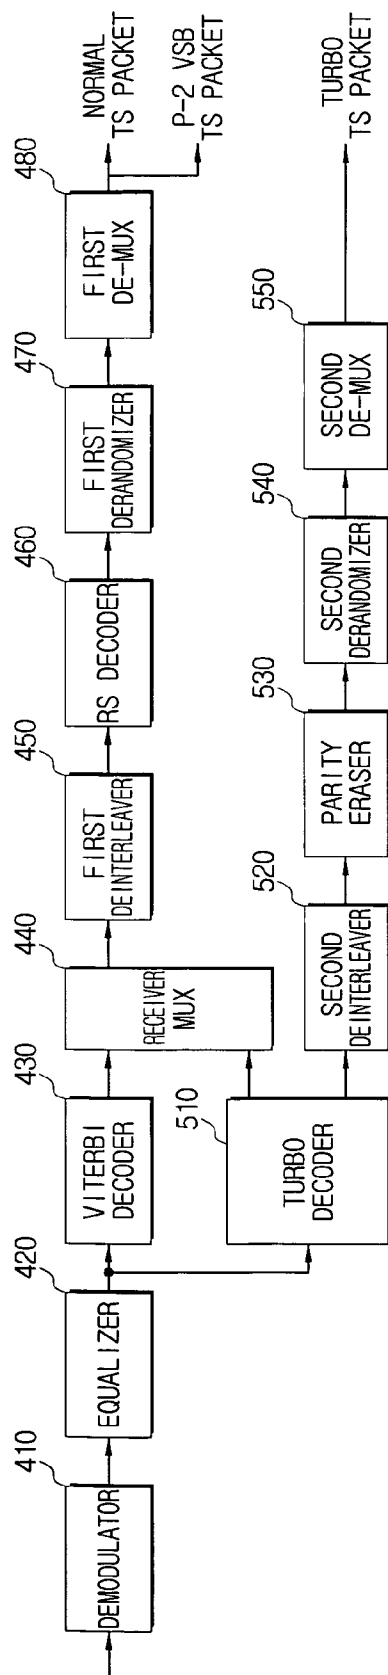 410
DEMODULATOR
420
EQUALIZER
430
VITERBI
DECODER
440
RECEIVER
MUX
450
FIRST
DEINTERLEAVER
460
RS DECODER
470
FIRST
DERANDOMIZER
480
FIRST
DE-MUX
NORMAL
TS PACKET
P-2 VSB
TS PACKET
510
TURBO
DECODER
520
SECOND
DEINTERLEAVER
530
PARITY
ERASER
540
SECOND
DERANDOMIZER
550
SECOND
DE-MUX
TURBO
TS PACKET